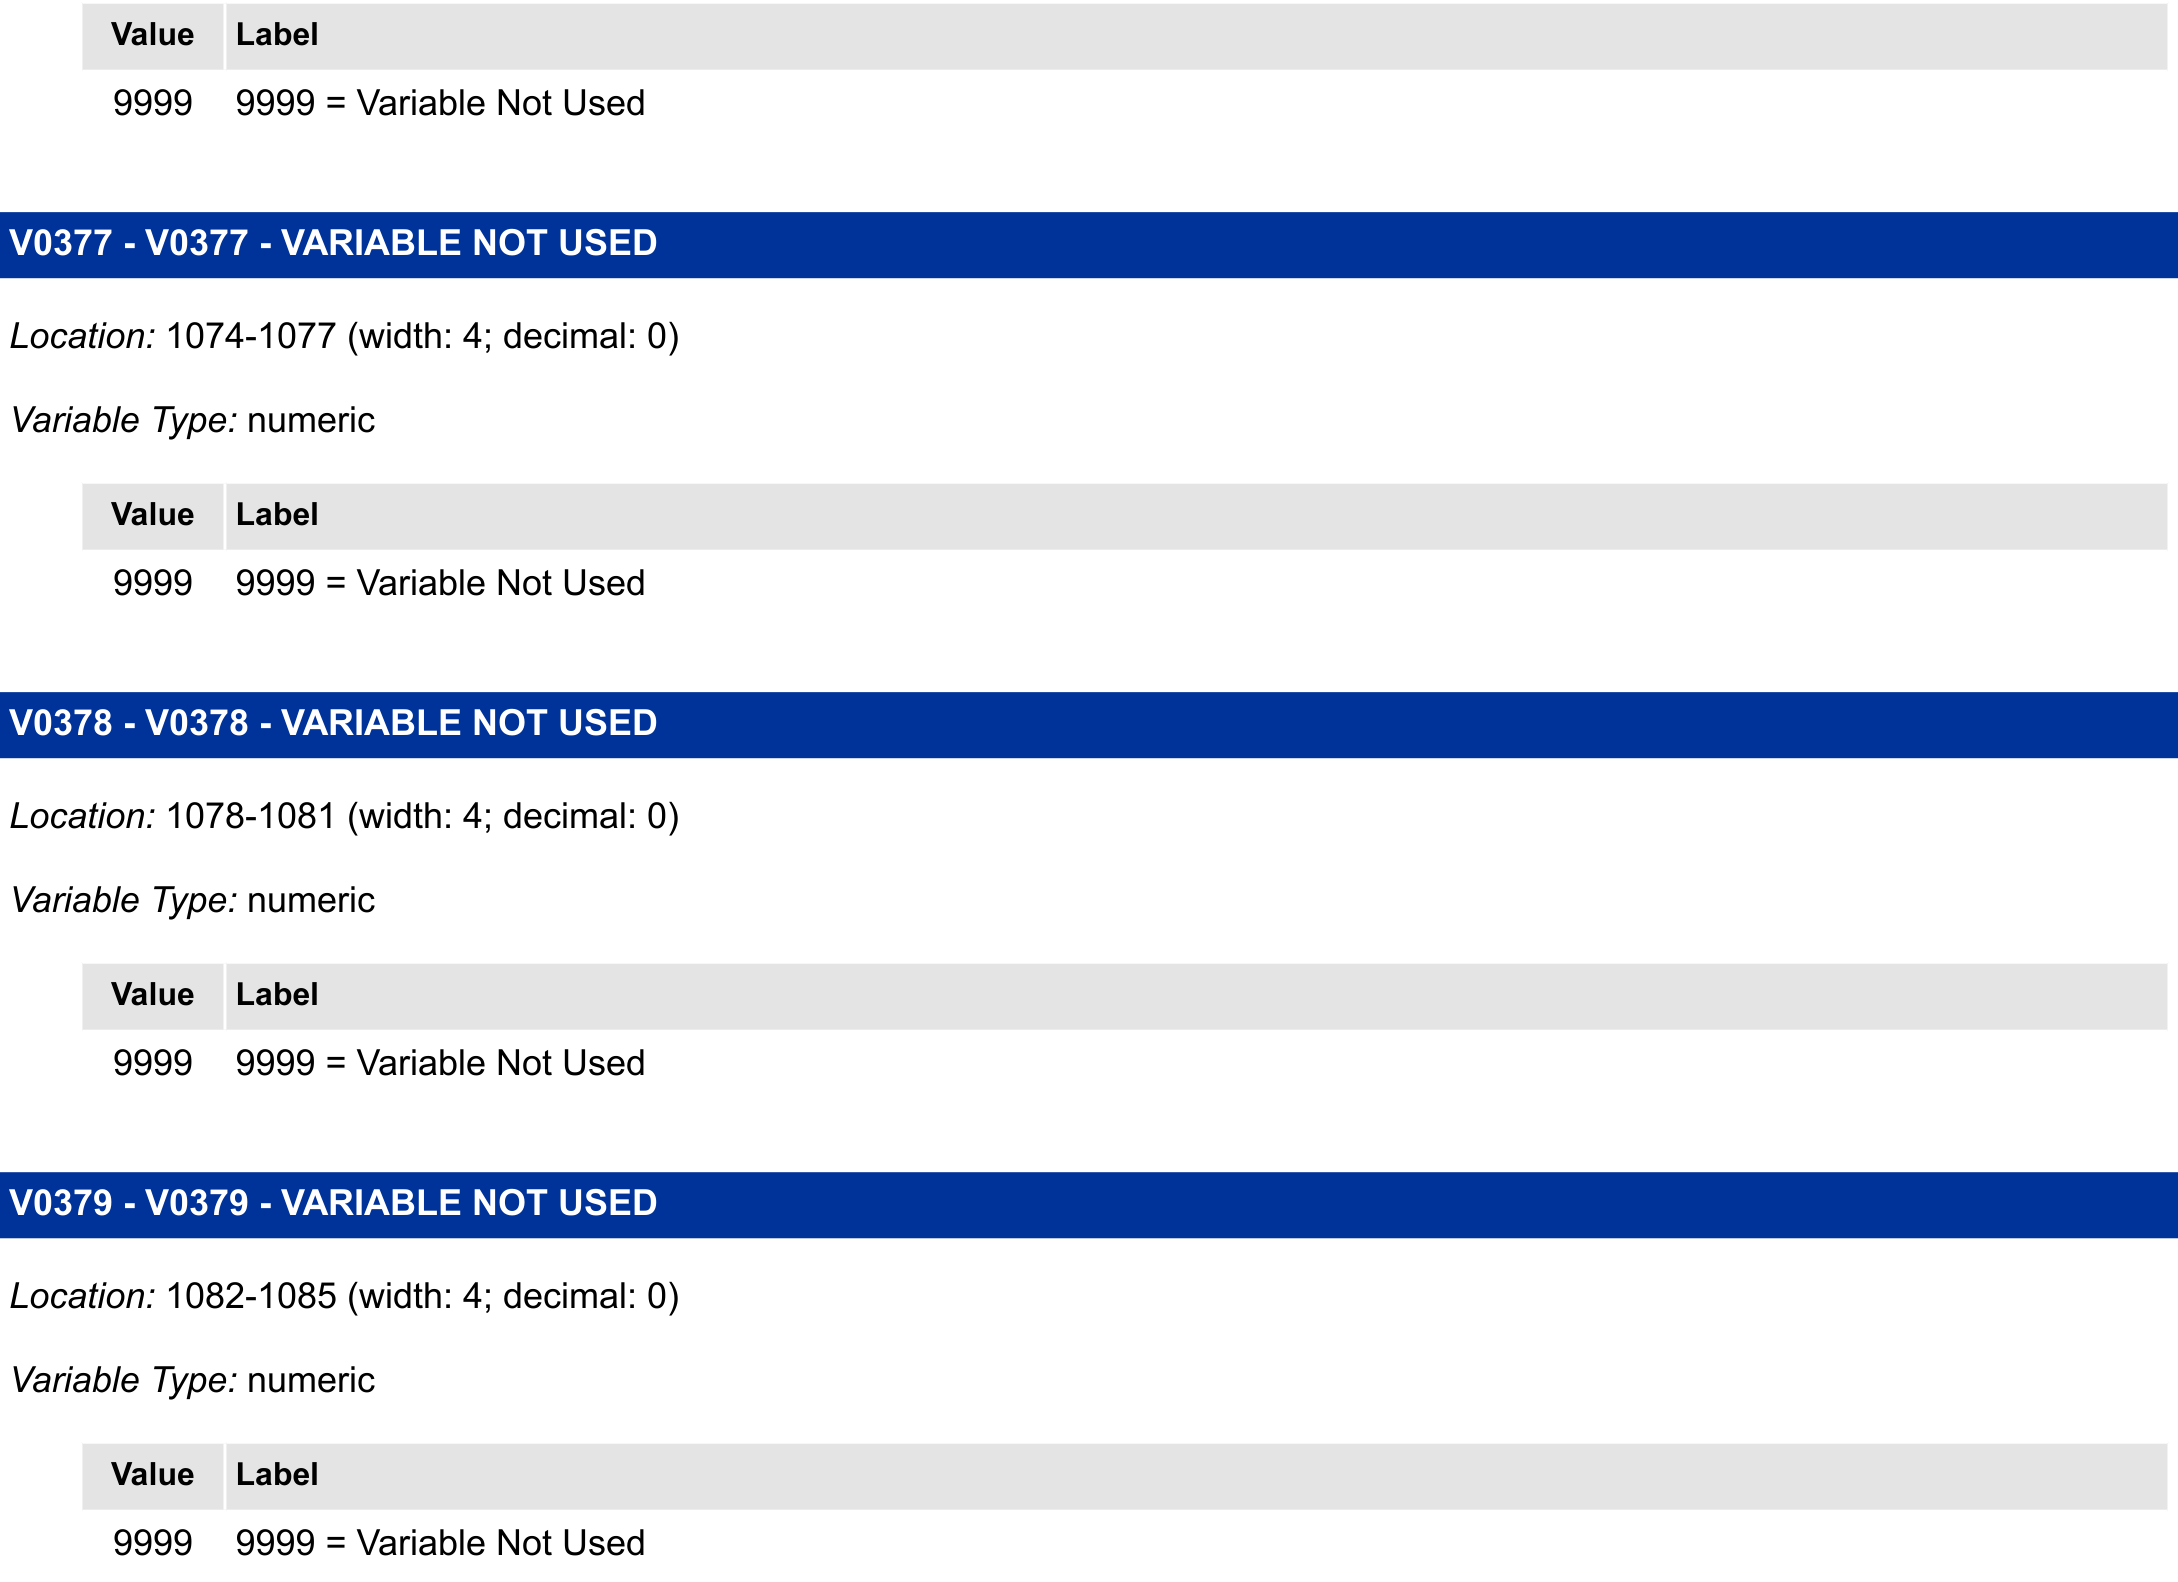 Value Label
9999 9999 = Variable Not Used
V0377 - V0377 - VARIABLE NOT USED
Location: 1074-1077 (width: 4; decimal: 0)
Variable Type: numeric
Value Label
9999 9999 = Variable Not Used
V0378 - V0378 - VARIABLE NOT USED
Location: 1078-1081 (width: 4; decimal: 0)
Variable Type: numeric
Value Label
9999 9999 = Variable Not Used
V0379 - V0379 - VARIABLE NOT USED
Location: 1082-1085 (width: 4; decimal: 0)
Variable Type: numeric
Value Label
9999 9999 = Variable Not Used